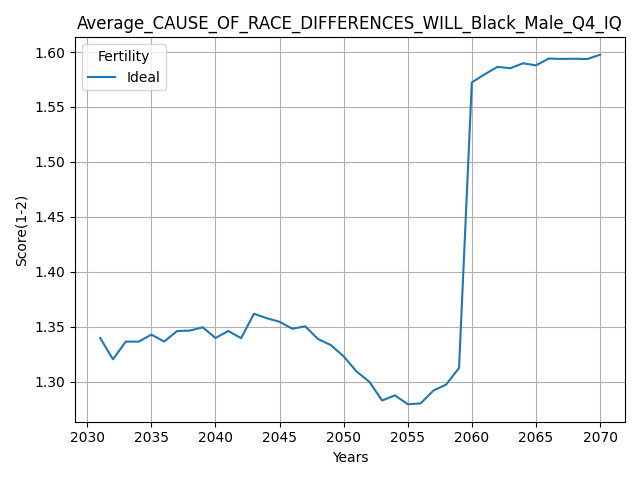 Average_CAUSE_OF_RACE_DIFFERENCES_WILL_Black_Male_Q4_IQ
Fertility
Ideal
Score(1-2)
1.60
1.55
1.50
1.45
1.40
1.35
1.30
2030 2035 2040 2045 2050 2055 2060 2065 2070
Years